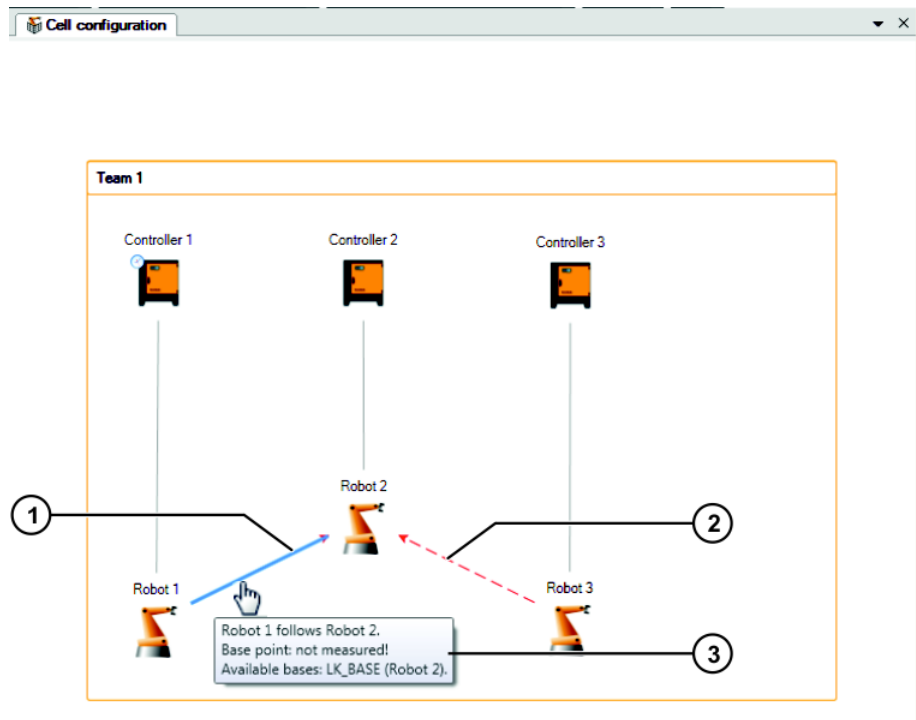 Cell configuration
Team 1
Controller 1
Controller 2
Controller 3
Robot 2
1
2
Robot 1
Robot 3
Robot 1 follows Robot 2.
Base point: not measured!
Available bases: LK_BASE (Robot 2).
3